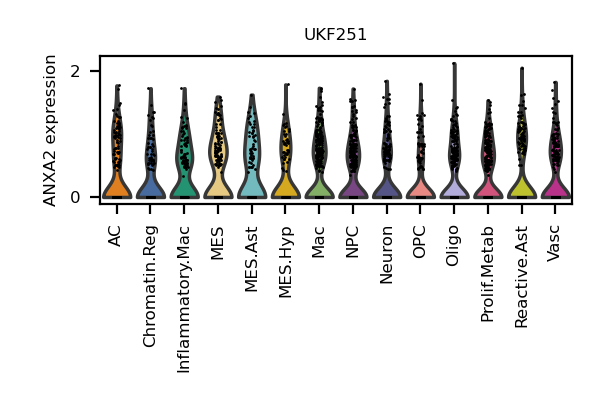 UKF251
ANXA2 expression
2
0
AC
Chromatin.Reg
Inflammatory.Mac
MES
MES.Ast
MES.Hyp
Mac
NPC
Neuron
OPC
Oligo
Prolif.Metab
Reactive.Ast
Vasc